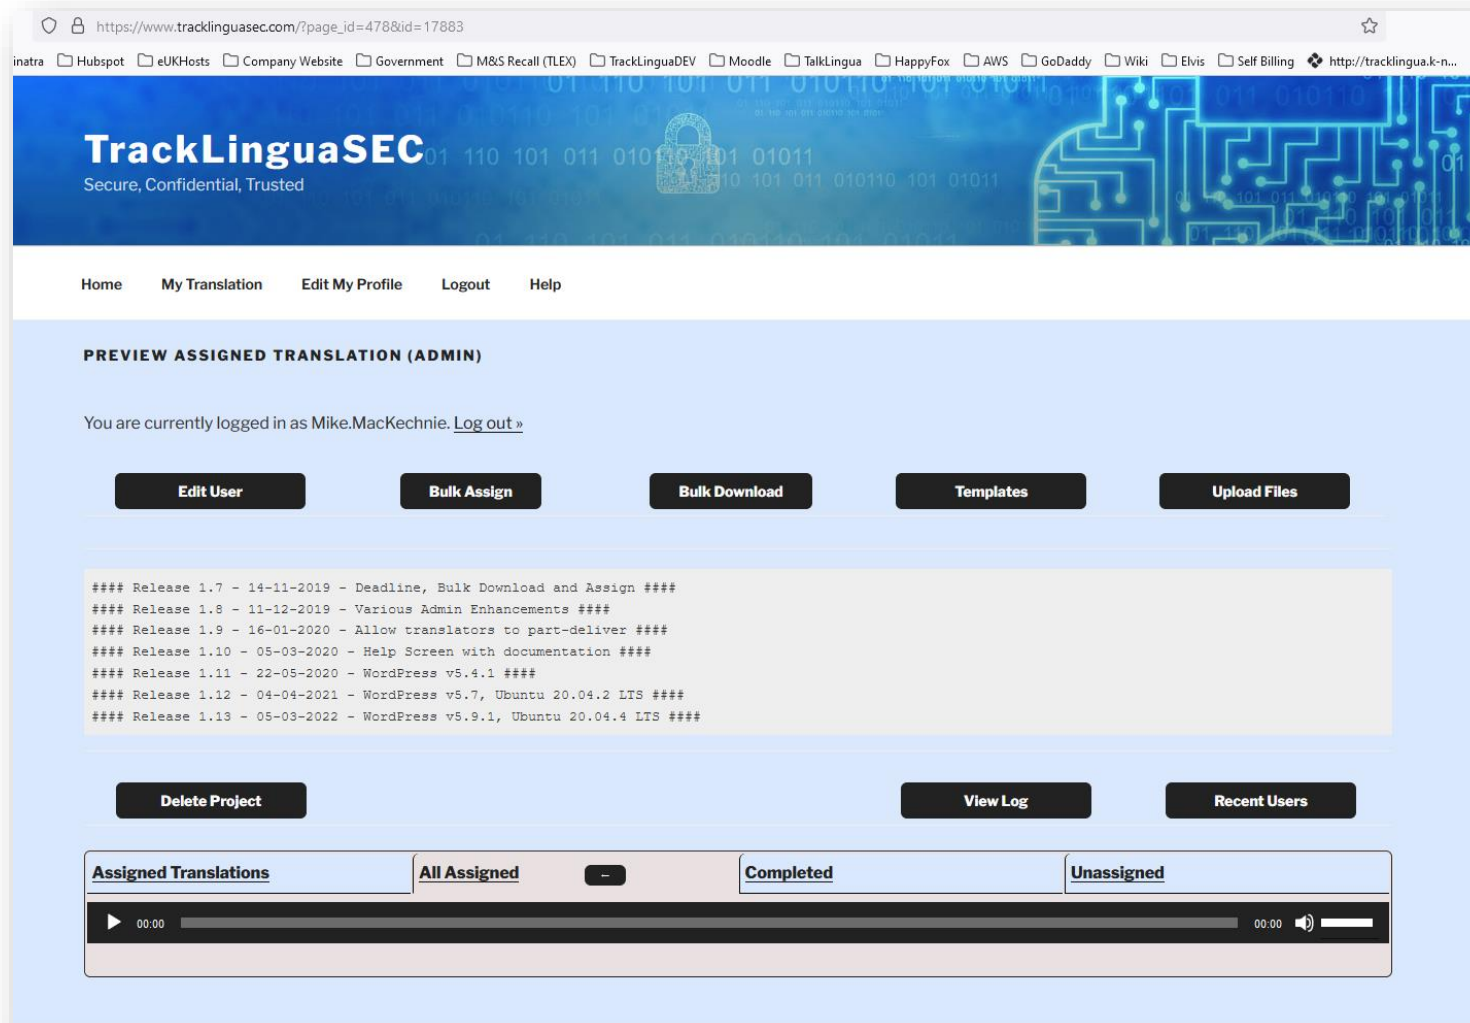 https://www.tracklinguasec.com/?page_id=478&id=17883
inatra Hubspot eUKHosts Company Website Government M&S Recall (TLEX) TrackLinguaDEV Moodle TalkLingua HappyFox AWS GoDaddy Wiki Elvis Self Billing http://tracklingua.k-n...
TrackLinguaSEC
01 110 101 011 010110 101 01011
Secure, Confidential, Trusted
Home My Translation Edit My Profile Logout Help
PREVIEW ASSIGNED TRANSLATION (ADMIN)
You are currently logged in as Mike.MacKechnie. Log out »
Edit User Bulk Assign Bulk Download Templates Upload Files
#### Release 1.7 - 14-11-2019 - Deadline, Bulk Download and Assign ####
#### Release 1.8 - 11-12-2019 - Various Admin Enhancements ####
#### Release 1.9 - 16-01-2020 - Allow translators to part-deliver ####
#### Release 1.10 - 05-03-2020 - Help Screen with documentation ####
#### Release 1.11 - 22-05-2020 - WordPress v5.4.1 ####
#### Release 1.12 - 04-04-2021 - WordPress v5.7, Ubuntu 20.04.2 LTS ####
#### Release 1.13 - 05-03-2022 - WordPress v5.9.1, Ubuntu 20.04.4 LTS ####
Delete Project View Log Recent Users
Assigned Translations All Assigned ← Completed Unassigned
00:00 00:00